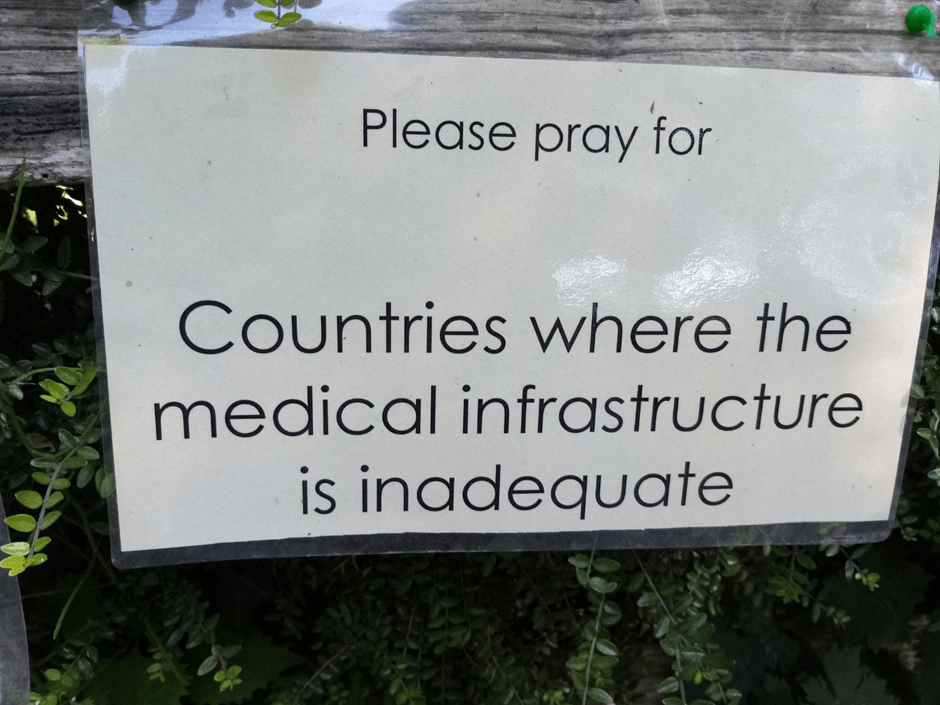 Please pray for
Countries where the
medical infrastructure
is inadequate